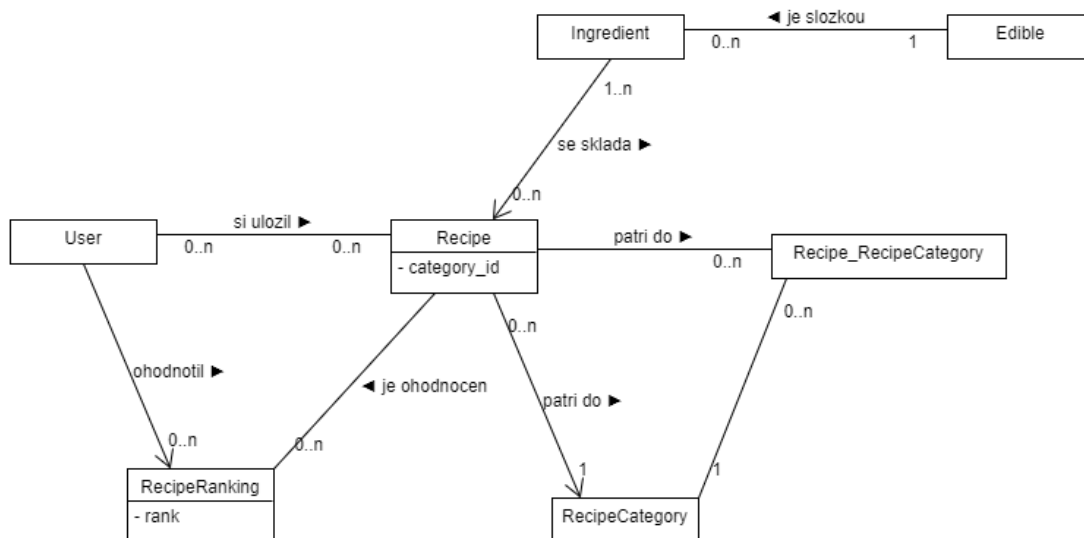 ◄ je slozkou
Ingredient
Edible
0..n
1
1..n
se sklada ►
0..n
si ulozil ►
User
Recipe
patri do ►
0..n
0..n
Recipe_RecipeCategory
- category_id
0..n
0..n
0..n
ohodnotil ►
◄ je ohodnocen
patri do ►
0..n
0..n
1
1
RecipeRanking
- rank
RecipeCategory